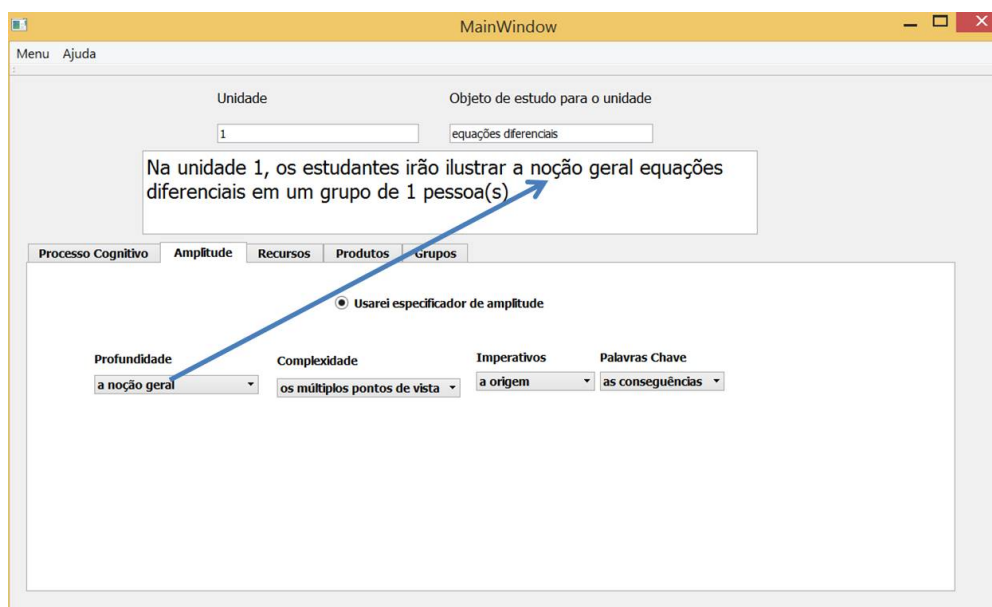 MainWindow
Menu Ajuda
Unidade Objeto de estudo para o unidade
1 equações diferenciais
Na unidade 1, os estudantes irão ilustrar a noção geral equações
diferenciais em um grupo de 1 pessoa(s)
Processo Cognitivo Amplitude Recursos Produtos Grupos
Usarei especificador de amplitude
Profundidade Complexidade Imperativos Palavras Chave
a noção geral os múltiplos pontos de vista a origem as conseguências